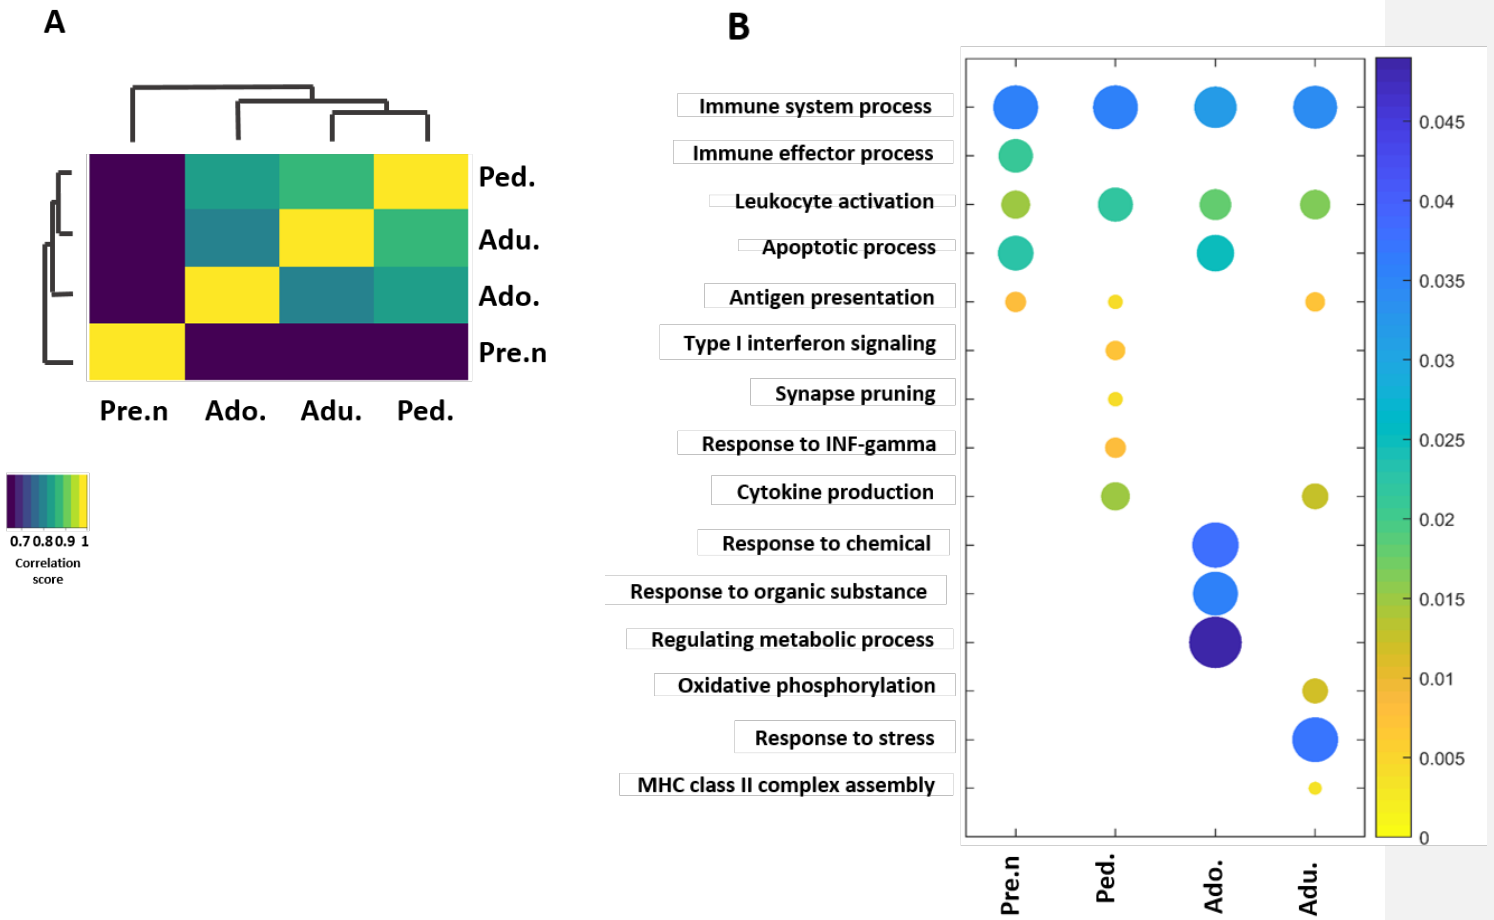 A
Ped.
Adu.
Ado.
Pre.n
Pre.n Ado. Adu. Ped.
0.7 0.8 0.9 1
Correlation
score
B
Immune system process
Immune effector process
Leukocyte activation
Apoptotic process
Antigen presentation
Type I interferon signaling
Synapse pruning
Response to INF-gamma
Cytokine production
Response to chemical
Response to organic substance
Regulating metabolic process
Oxidative phosphorylation
Response to stress
MHC class II complex assembly
Pre.n Ped. Ado. Adu.
0.045
0.04
0.035
0.03
0.025
0.02
0.015
0.01
0.005
0